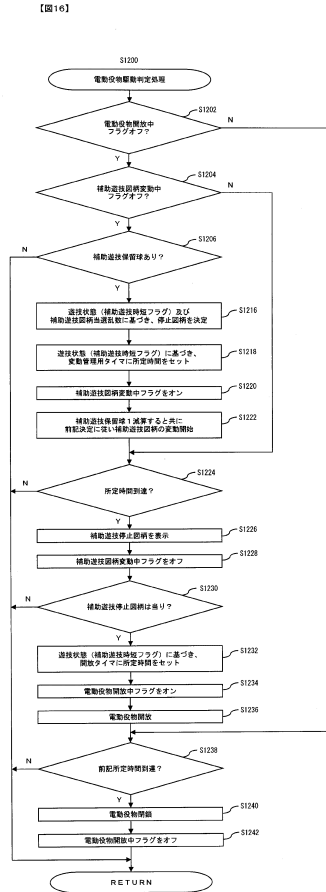 【図16】
S1200
電動役物駆動判定処理
S1202
N
電動役物開放中
フラグオフ？
Y
S1204
N
補助遊技図柄変動中
フラグオフ？
Y
S1206
N
補助遊技保留球あり？
Y
S1216
遊技状態（補助遊技時短フラグ）及び
補助遊技図柄当選乱数に基づき、停止図柄を決定
S1218
遊技状態（補助遊技時短フラグ）に基づき、
変動管理用タイマに所定時間をセット
S1220
補助遊技図柄変動中フラグをオン
S1222
補助遊技保留球１減算すると共に
前記決定に従い補助遊技図柄の変動開始
S1224
N
所定時間到達？
Y
S1226
補助遊技停止図柄を表示
S1228
補助遊技図柄変動中フラグをオフ
S1230
N
補助遊技停止図柄は当り？
Y
S1232
遊技状態（補助遊技時短フラグ）に基づき、
開放タイマに所定時間をセット
S1234
電動役物開放中フラグをオン
S1236
電動役物開放
S1238
N
前記所定時間到達？
Y
S1240
電動役物閉鎖
S1242
電動役物開放中フラグをオフ
RETURN